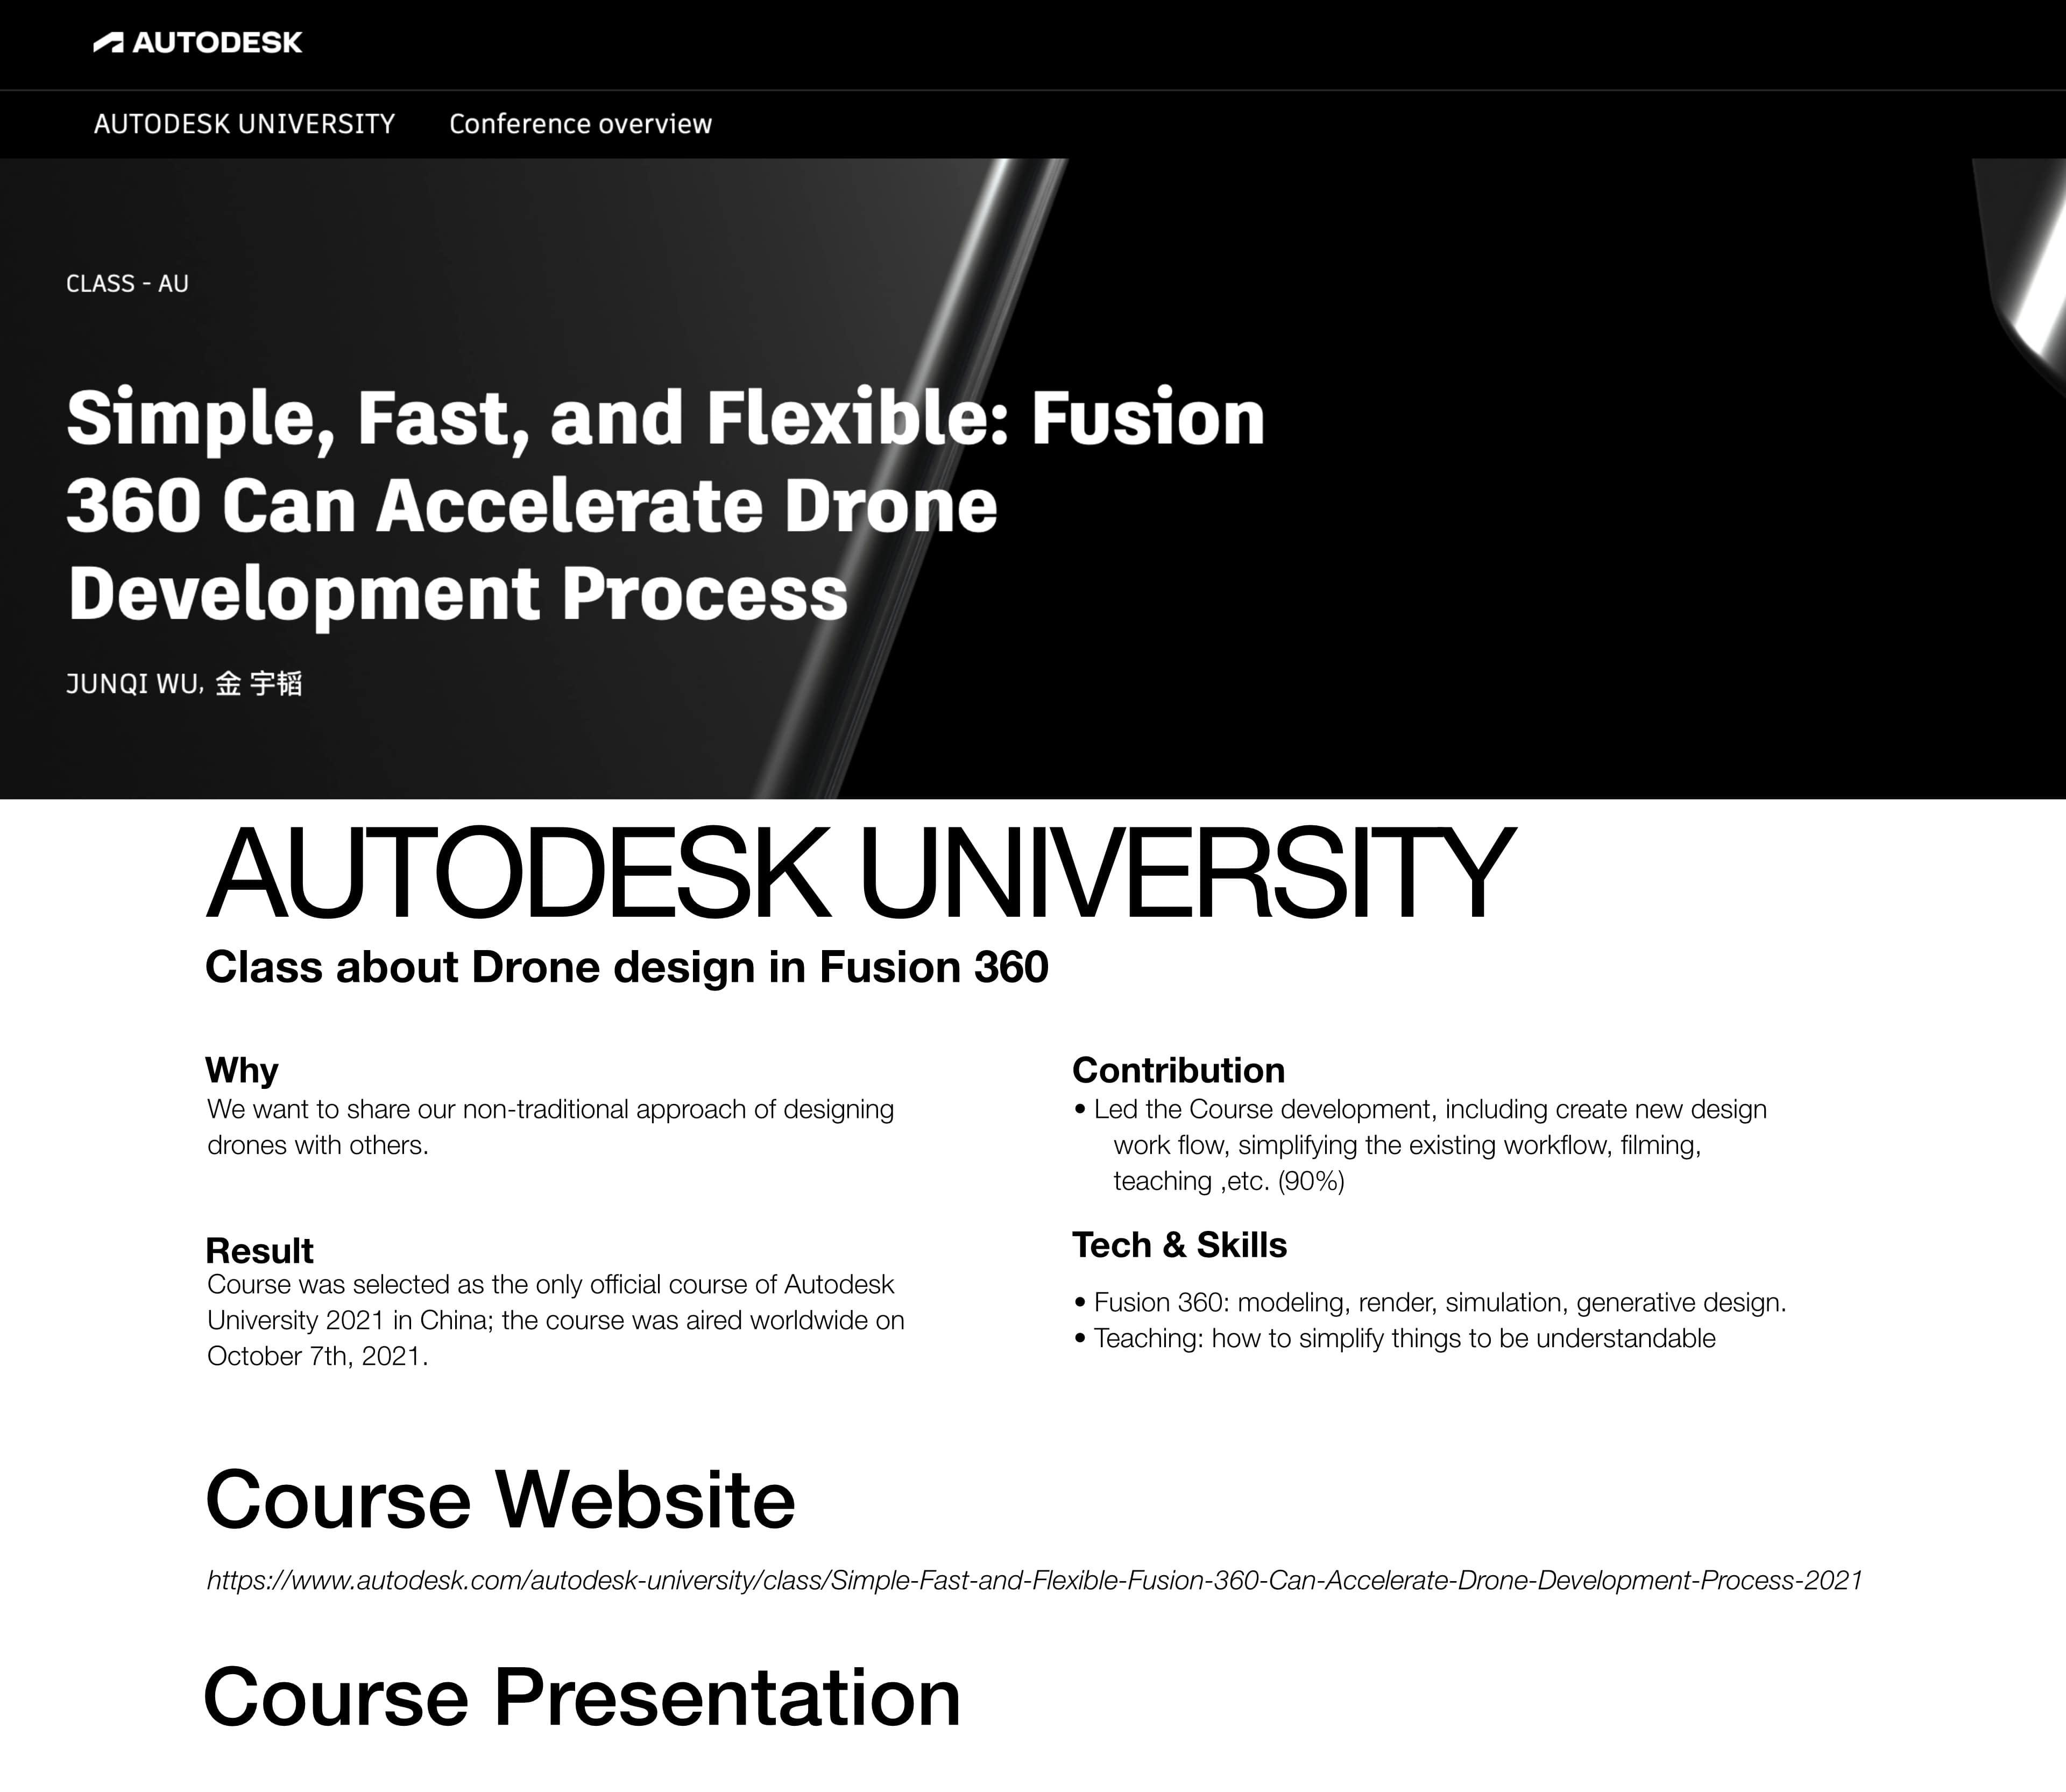 AUTODESK
AUTODESK UNIVERSITY Conference overview
CLASS - AU
Simple, Fast, and Flexible: Fusion
360 Can Accelerate Drone
Development Process
JUNQI WU, 金 宇韬
AUTODESK UNIVERSITY
Class about Drone design in Fusion 360
Why
We want to share our non-traditional approach of designing
drones with others.
Result
Course was selected as the only official course of Autodesk
University 2021 in China; the course was aired worldwide on
October 7th, 2021.
Contribution
• Led the Course development, including create new design
work flow, simplifying the existing workflow, filming,
teaching ,etc. (90%)
Tech & Skills
• Fusion 360: modeling, render, simulation, generative design.
• Teaching: how to simplify things to be understandable
Course Website
https://www.autodesk.com/autodesk-university/class/Simple-Fast-and-Flexible-Fusion-360-Can-Accelerate-Drone-Development-Process-2021
Course Presentation